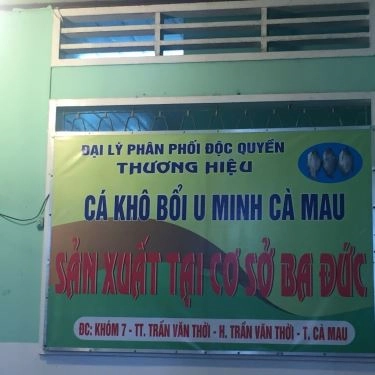 ĐẠI LÝ PHÂN PHỐI ĐỘC QUYỀN
THƯƠNG HIỆU
CÁ KHÔ BỔI U MINH CÀ MAU
SẢN XUẤT TẠI CƠ SỞ BA ĐỨC
ĐC: KHÓM 7 - TT. TRẦN VĂN THỜI - H. TRẦN VĂN THỜI - T. CÀ MAU